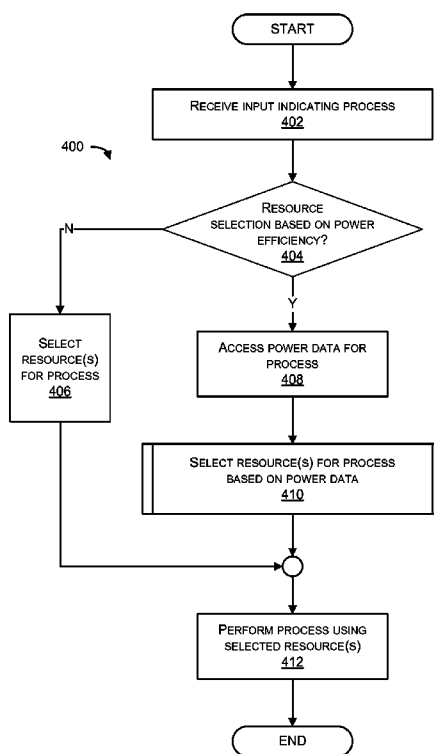 START
RECEIVE INPUT INDICATING PROCESS
402
400
RESOURCE
SELECTION BASED ON POWER
EFFICIENCY?
404
N
Y
SELECT
RESOURCE(S)
FOR PROCESS
406
ACCESS POWER DATA FOR
PROCESS
408
SELECT RESOURCE(S) FOR PROCESS
BASED ON POWER DATA
410
PERFORM PROCESS USING
SELECTED RESOURCE(S)
412
END